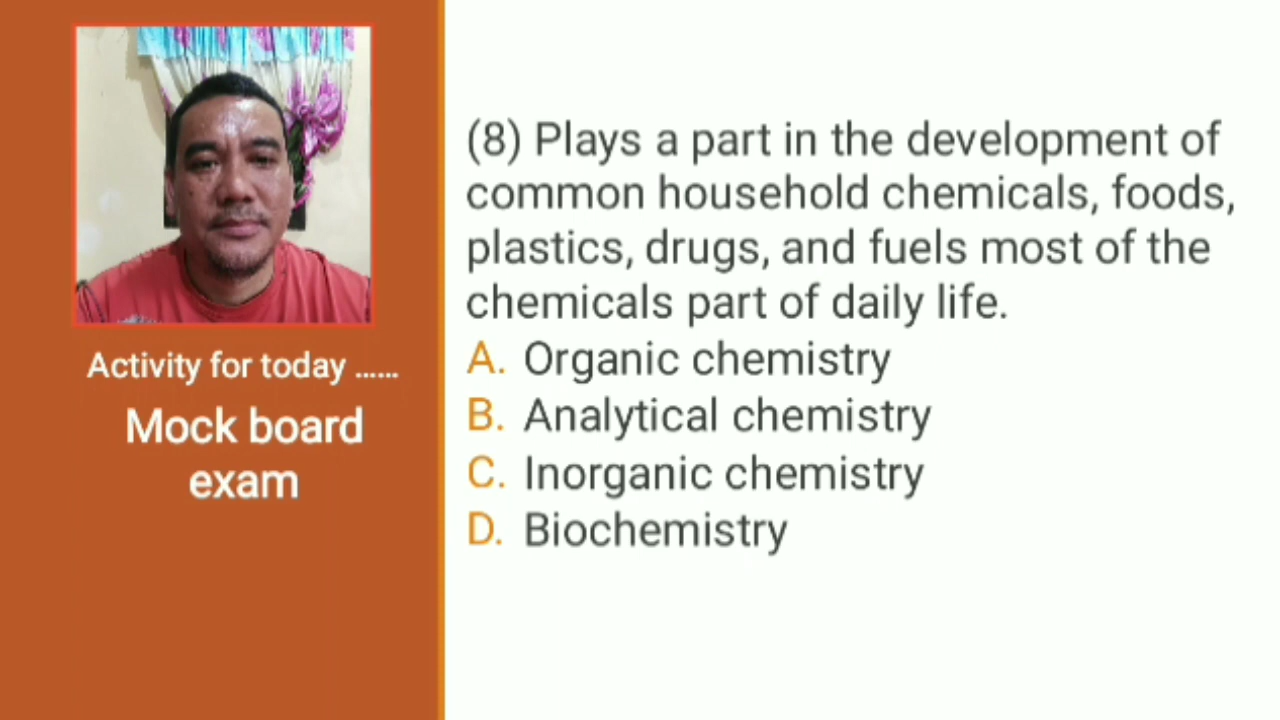 Activity for today ......
Mock board
exam
(8) Plays a part in the development of
common household chemicals, foods,
plastics, drugs, and fuels most of the
chemicals part of daily life.
A. Organic chemistry
B. Analytical chemistry
C. Inorganic chemistry
D. Biochemistry